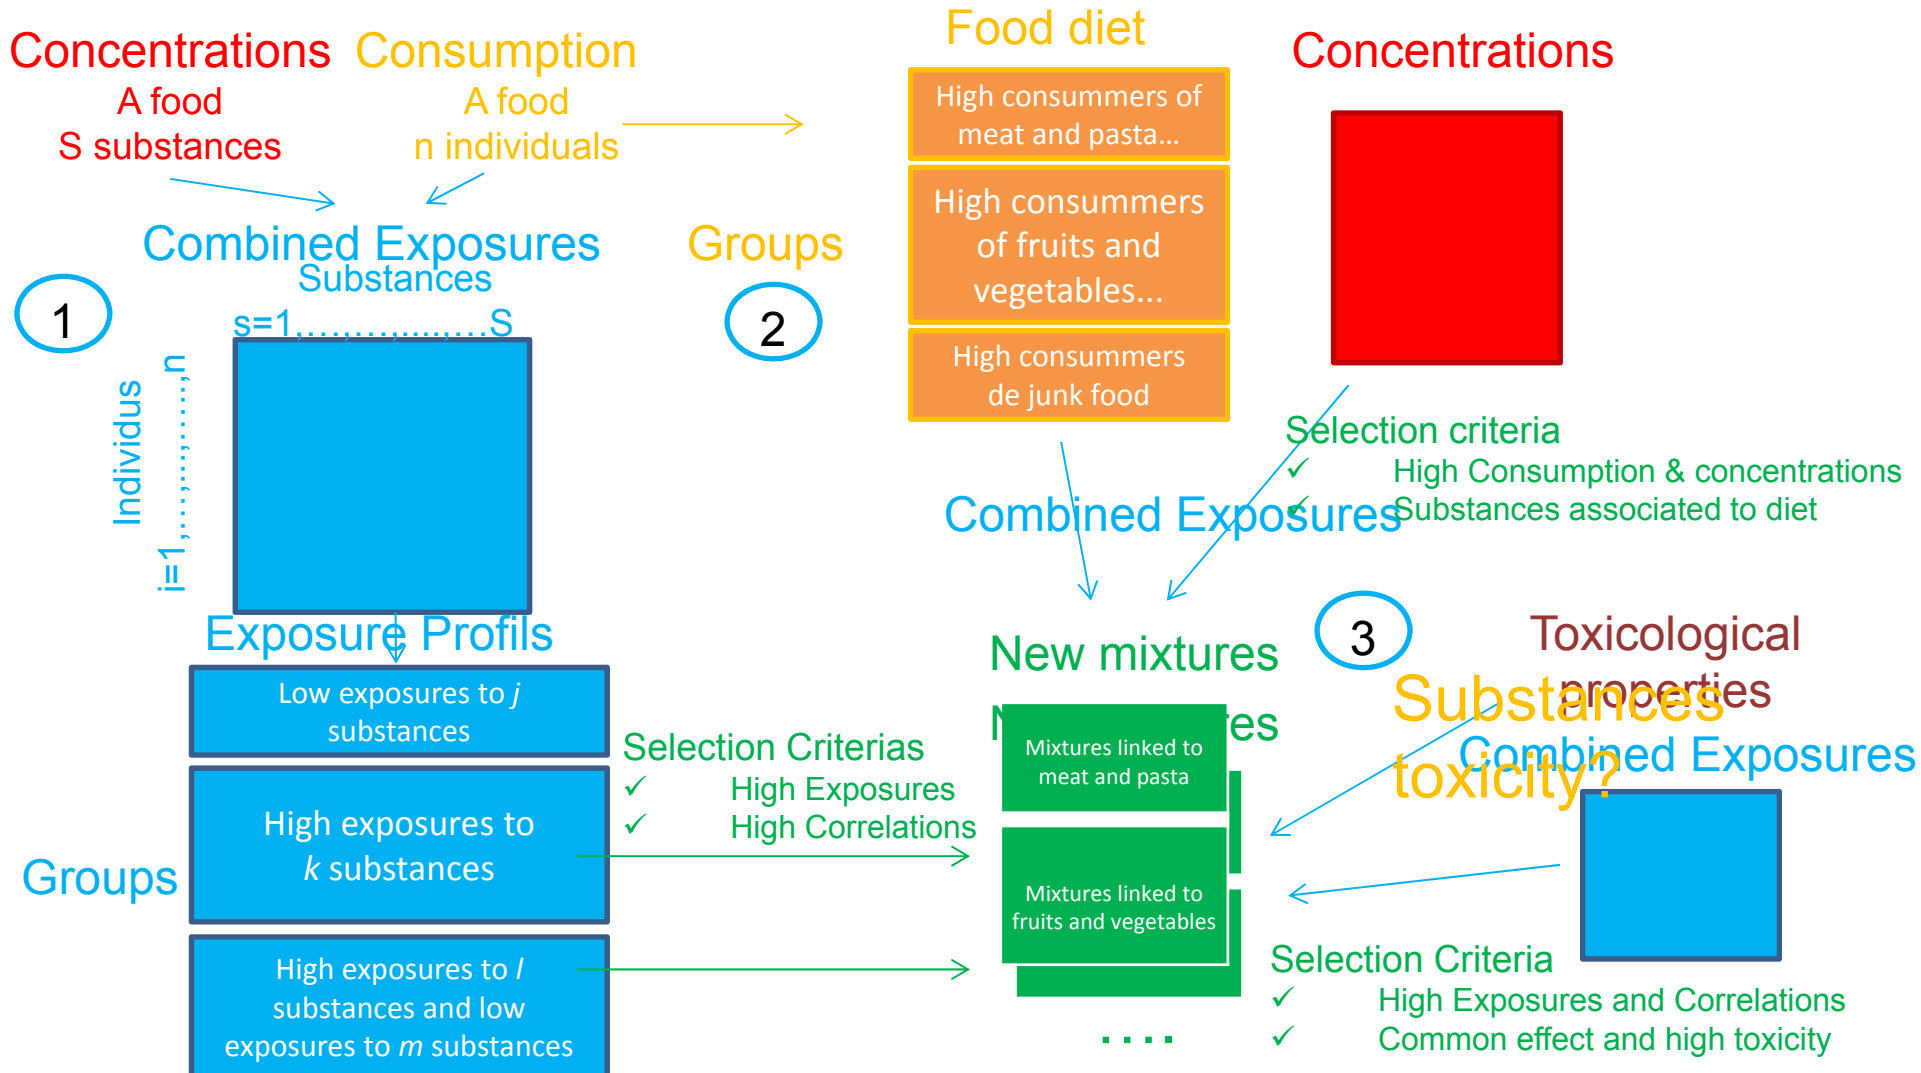 Concentrations
A food
S substances
Consumption
A food
n individuals
Combined Exposures
Substances
s=1,…,…,.....,…S
1
Individus
i=1,…,…,…,……,n
Exposure Profils
Low exposures to j
substances
High exposures to
k substances
High exposures to l
substances and low
exposures to m substances
Groups
Selection Criterias
✓ High Exposures
✓ High Correlations
Food diet
Groups
2
High consummers of
meat and pasta...
High consummers
of fruits and
vegetables...
High consummers
de junk food
Concentrations
Selection criteria
✓ High Consumption & concentrations
✓ Substances associated to diet
Combined Exposures
New mixtures
Mixtures linked to
meat and pasta
Mixtures linked to
fruits and vegetables
....
3
Toxicological
properties
Substances
toxicity?
Combined Exposures
Selection Criteria
✓ High Exposures and Correlations
✓ Common effect and high toxicity